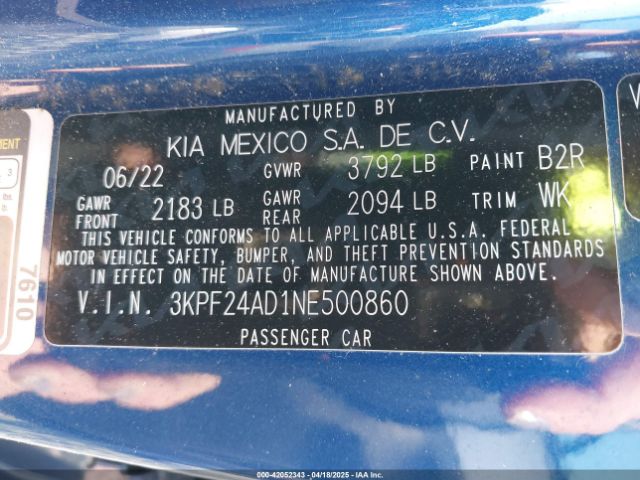 MANUFACTURED BY
KIA MEXICO S.A. DE C.V.
06/22 GVWR 3792 LB PAINT B2R
GAWR FRONT 2183 LB GAWR REAR 2094 LB TRIM WK
THIS VEHICLE CONFORMS TO ALL APPLICABLE U.S.A. FEDERAL
MOTOR VEHICLE SAFETY, BUMPER, AND THEFT PREVENTION STANDARDS
IN EFFECT ON THE DATE OF MANUFACTURE SHOWN ABOVE.
V.I.N. 3KPF24AD1NE500860
PASSENGER CAR
7610
000-42052343 - 04/18/2025 - IAA Inc.